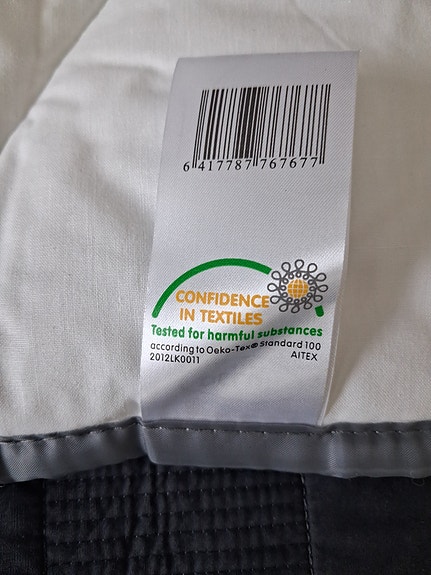 6 417787 767677
CONFIDENCE
IN TEXTILES
Tested for harmful substances
according to Oeko-Tex® Standard 100
2012LK0011 AITEX